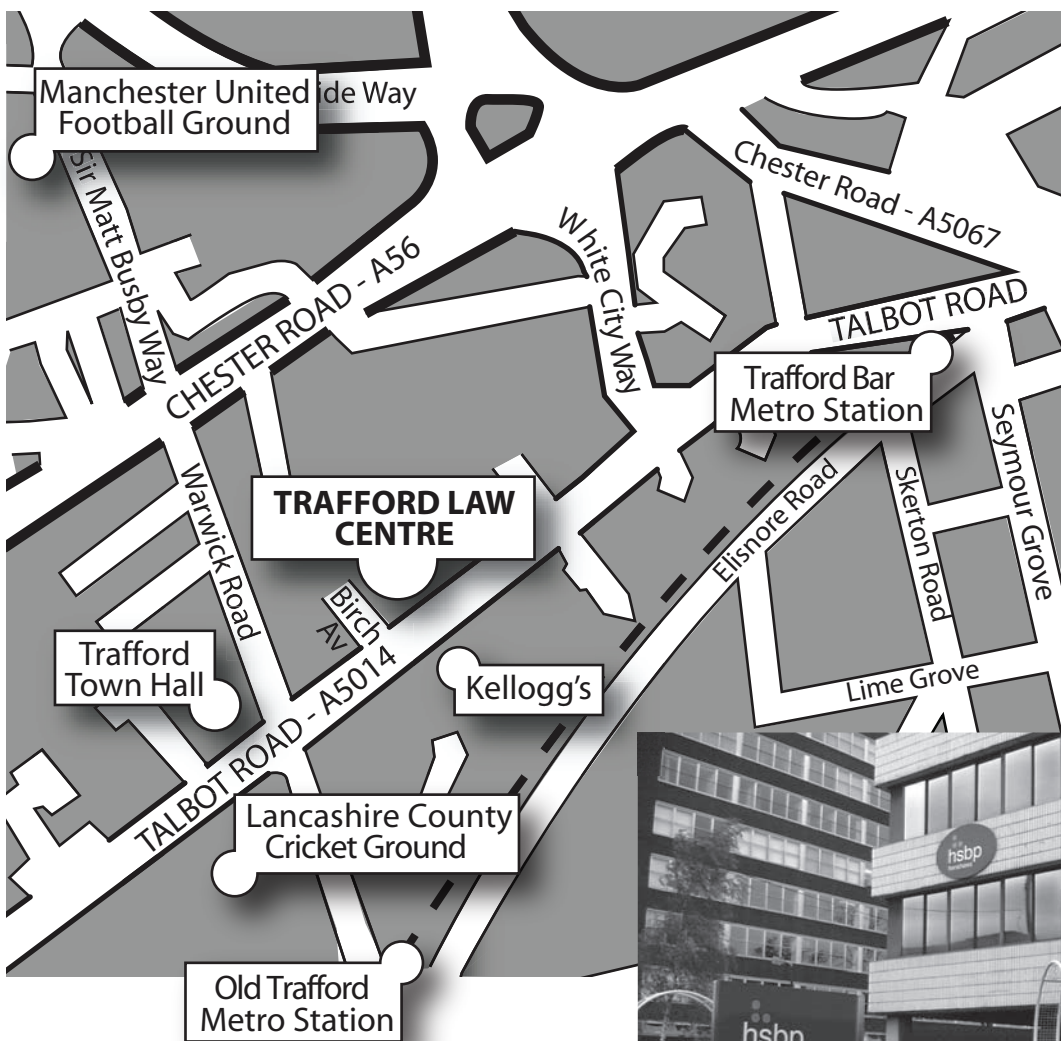 Manchester United
Football Ground
ide Way
Sir Matt Busby Way
CHESTER ROAD - A56
White City Way
Chester Road - A5067
TALBOT ROAD
Trafford Bar
Metro Station
Seymour Grove
Skerton Road
Elisnore Road
Warwick Road
TRAFFORD LAW
CENTRE
Birch
Av
Trafford
Town Hall
TALBOT ROAD - A5014
Kellogg's
Lime Grove
Lancashire County
Cricket Ground
Old Trafford
Metro Station
hsbp
hsbp